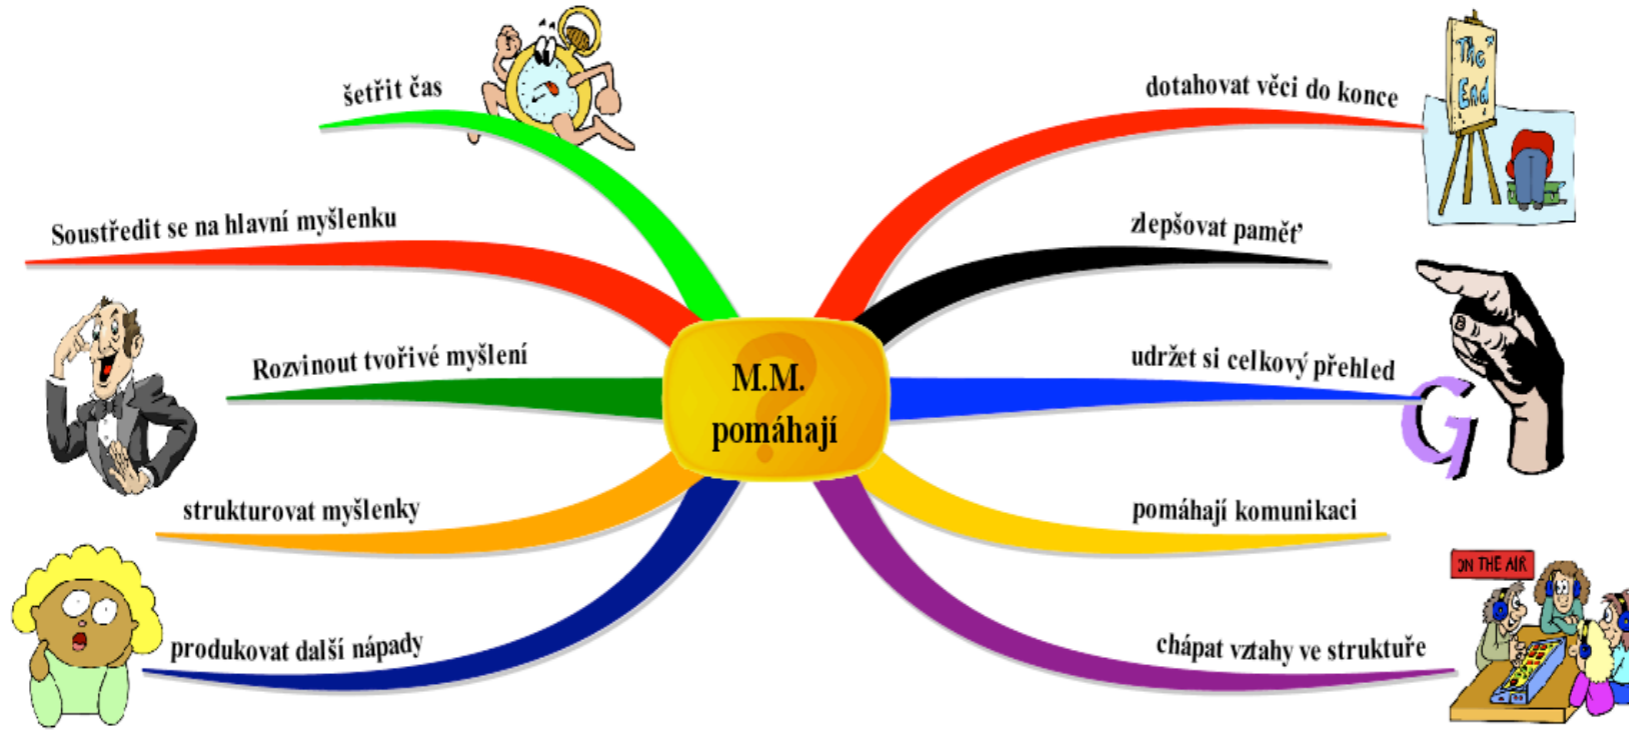 šetřit čas
dotahovat věci do konce
The
End
Soustředit se na hlavní myšlenku
zlepšovat paměť
Rozvinout tvořivé myšlení
M.M.
pomáhají
?
udržet si celkový přehled
G
strukturovat myšlenky
pomáhají komunikaci
ON THE AIR
produkovat další nápady
chápat vztahy ve struktuře